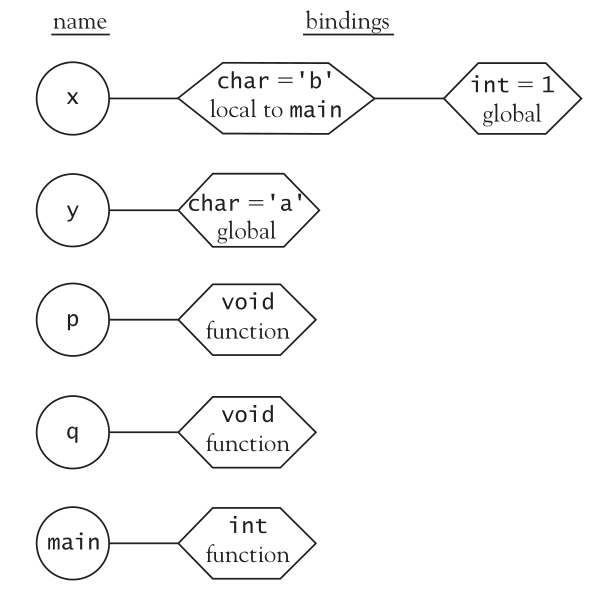 name bindings
x char = 'b' int = 1
local to main global
y char = 'a'
global
p void
function
q void
function
main int
function